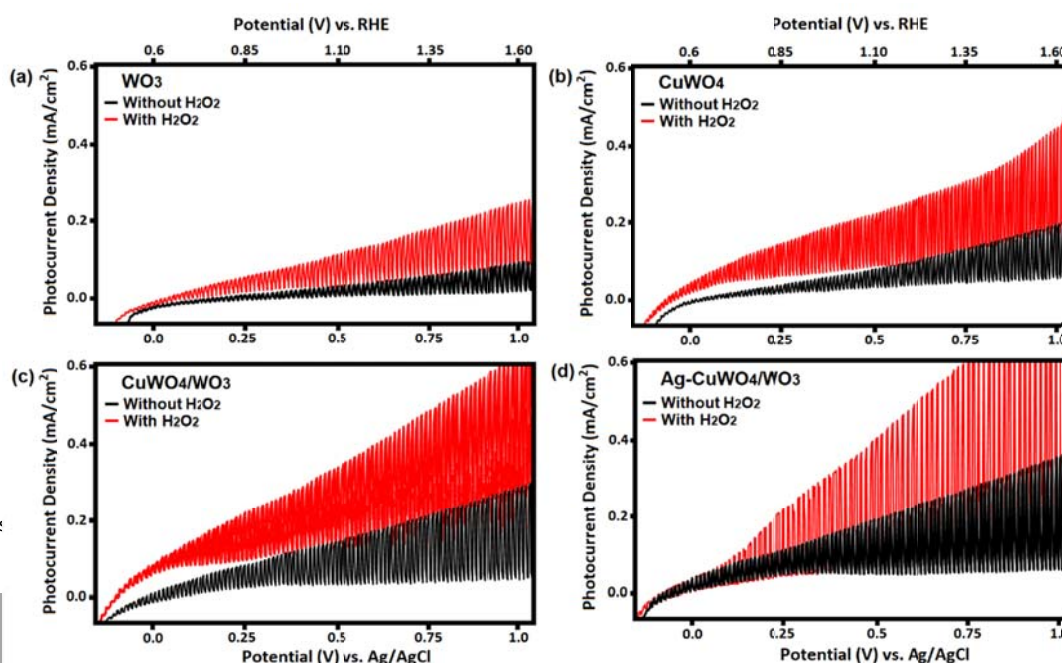 Potential (V) vs. RHE
0.6 0.85 1.10 1.35 1.60
(a)
WO3
Without H2O2
With H2O2
Photocurrent Density (mA/cm2)
0.6
0.4
0.2
0.0
0.0 0.25 0.5 0.75 1.0
Potential (V) vs. RHE
0.6 0.85 1.10 1.35 1.60
(b)
CuWO4
Without H2O2
With H2O2
Photocurrent Density (mA/cm2)
0.6
0.4
0.2
0.0
0.0 0.25 0.5 0.75 1.0
(c)
CuWO4/WO3
Without H2O2
With H2O2
Photocurrent Density (mA/cm2)
0.6
0.4
0.2
0.0
0.0 0.25 0.5 0.75 1.0
Potential (V) vs. Ag/AgCl
(d)
Ag-CuWO4/WO3
Without H2O2
With H2O2
Photocurrent Density (mA/cm2)
0.6
0.4
0.2
0.0
0.0 0.25 0.5 0.75 1.0
Potential (V) vs. Ag/AgCl